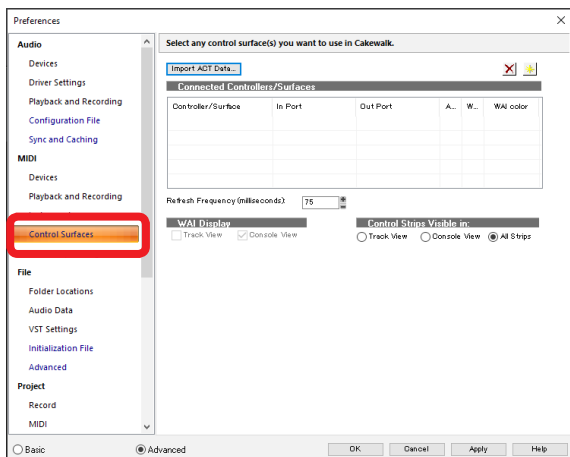 Preferences
Audio
Devices
Driver Settings
Playback and Recording
Configuration File
Sync and Caching
MIDI
Devices
Playback and Recording
Control Surfaces
File
Folder Locations
Audio Data
VST Settings
Initialization File
Advanced
Project
Record
MIDI
Select any control surface(s) you want to use in Cakewalk.
Import ACT Data...
Connected Controllers/Surfaces
Controller/Surface In Port Out Port A... W... WAI color
Refresh Frequency (milliseconds): 75
WAI Display
Track View Console View
Control Strips Visible in:
Track View Console View All Strips
Basic Advanced OK Cancel Apply Help